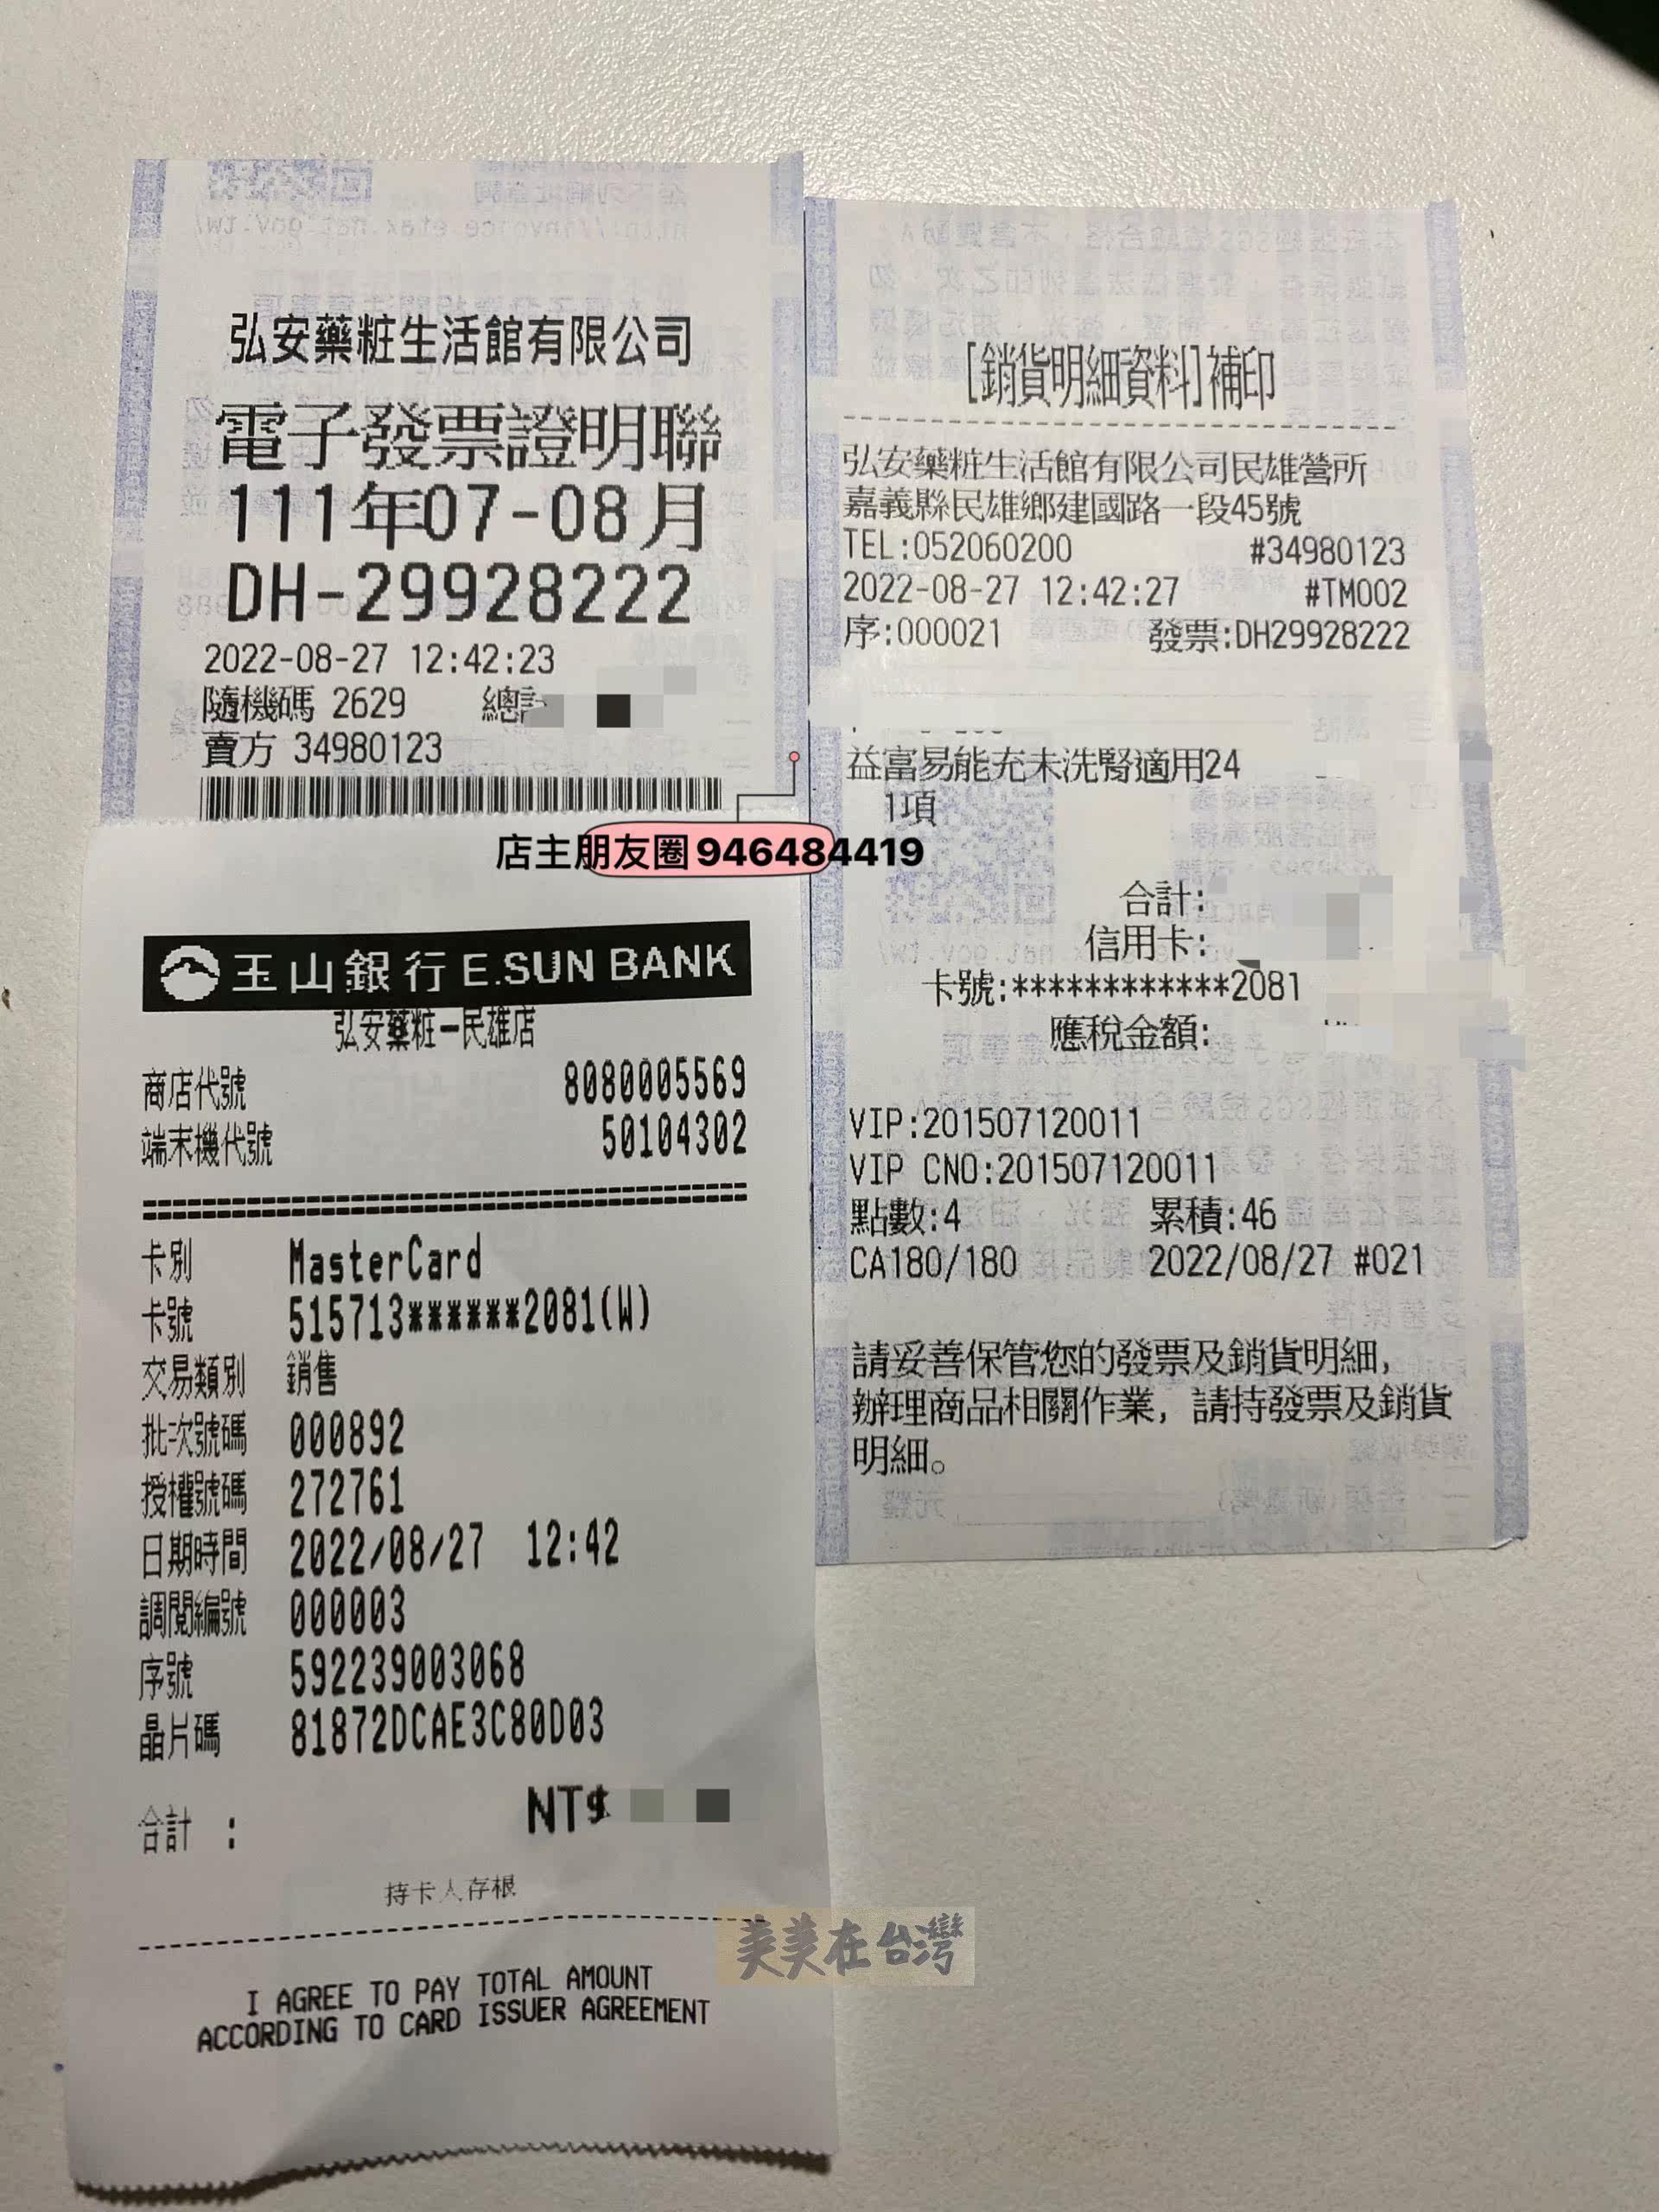 弘安藥粧生活館有限公司
電子發票證明聯
111年07-08月
DH-29928222
2022-08-27 12:42:23
隨機碼 2629 總計
賣方 34980123
店主朋友圈946484419
玉山銀行 E.SUN BANK
弘安藥粧-民雄店
商店代號 8080005569
端末機代號 50104302
卡別 MasterCard
卡號 515713******2081(W)
交易類別 銷售
批次號碼 000892
授權號碼 272761
日期時間 2022/08/27 12:42
調閱編號 000003
序號 592239003068
晶片碼 81872DCAE3C80D03
合計 : NT$
持卡人存根
I AGREE TO PAY TOTAL AMOUNT
ACCORDING TO CARD ISSUER AGREEMENT
[銷貨明細資料]補印
弘安藥粧生活館有限公司民雄營所
嘉義縣民雄鄉建國路一段45號
TEL:052060200 #34980123
2022-08-27 12:42:27 #TM002
序:000021 發票:DH29928222
益富易能充未洗腎適用24
1項
合計:
信用卡:
卡號:************2081
應稅金額:
VIP:201507120011
VIP CNO:201507120011
點數:4 累積:46
CA180/180 2022/08/27 #021
請妥善保管您的發票及銷貨明細,
辦理商品相關作業, 請持發票及銷貨
明細。
美美在台灣